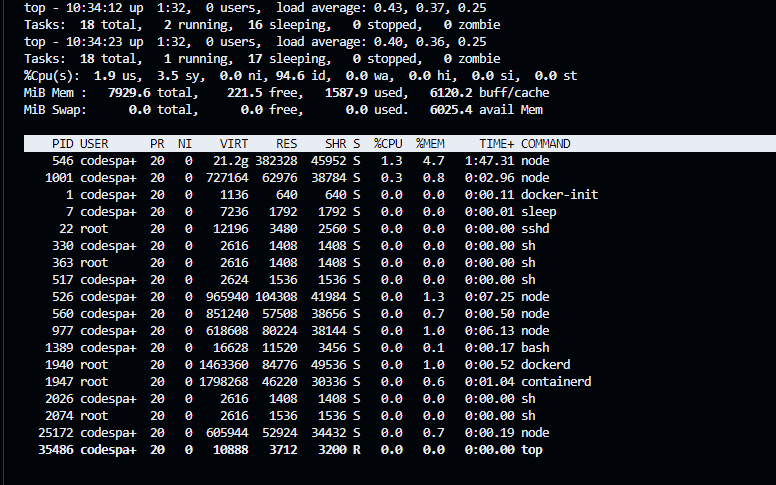 top - 10:34:12 up  1:32,  0 users,  load average: 0.43, 0.37, 0.25
Tasks:  18 total,   2 running,  16 sleeping,   0 stopped,   0 zombie
top - 10:34:23 up  1:32,  0 users,  load average: 0.40, 0.36, 0.25
Tasks:  18 total,   1 running,  17 sleeping,   0 stopped,   0 zombie
%Cpu(s):  1.9 us,  3.5 sy,  0.0 ni, 94.6 id,  0.0 wa,  0.0 hi,  0.0 si,  0.0 st
MiB Mem :   7929.6 total,    221.5 free,   1587.9 used,   6120.2 buff/cache
MiB Swap:      0.0 total,      0.0 free,      0.0 used.   6025.4 avail Mem
PID USER      PR  NI    VIRT    RES    SHR S  %CPU  %MEM     TIME+ COMMAND
546 codespa+  20   0   21.2g 382328  45952 S   1.3   4.7   1:47.31 node
1001 codespa+  20   0  727164  62976  38784 S   0.3   0.8   0:02.96 node
1 codespa+  20   0    1136    640    640 S   0.0   0.0   0:00.11 docker-init
7 codespa+  20   0    7236   1792   1792 S   0.0   0.0   0:00.01 sleep
22 root      20   0   12196   3480   2560 S   0.0   0.0   0:00.00 sshd
330 codespa+  20   0    2616   1408   1408 S   0.0   0.0   0:00.00 sh
363 root      20   0    2616   1408   1408 S   0.0   0.0   0:00.00 sh
517 codespa+  20   0    2624   1536   1536 S   0.0   0.0   0:00.00 sh
526 codespa+  20   0  965940 104308  41984 S   0.0   1.3   0:07.25 node
560 codespa+  20   0  851240  57508  38656 S   0.0   0.7   0:00.50 node
977 codespa+  20   0  618608  80224  38144 S   0.0   1.0   0:06.13 node
1389 codespa+  20   0   16628  11520   3456 S   0.0   0.1   0:00.17 bash
1940 root      20   0 1463360  84776  49536 S   0.0   1.0   0:00.52 dockerd
1947 root      20   0 1798268  46220  30336 S   0.0   0.6   0:01.04 containerd
2026 codespa+  20   0    2616   1408   1408 S   0.0   0.0   0:00.00 sh
2074 root      20   0    2616   1536   1536 S   0.0   0.0   0:00.00 sh
25172 codespa+  20   0  605944  52924  34432 S   0.0   0.7   0:00.19 node
35486 codespa+  20   0   10888   3712   3200 R   0.0   0.0   0:00.00 top